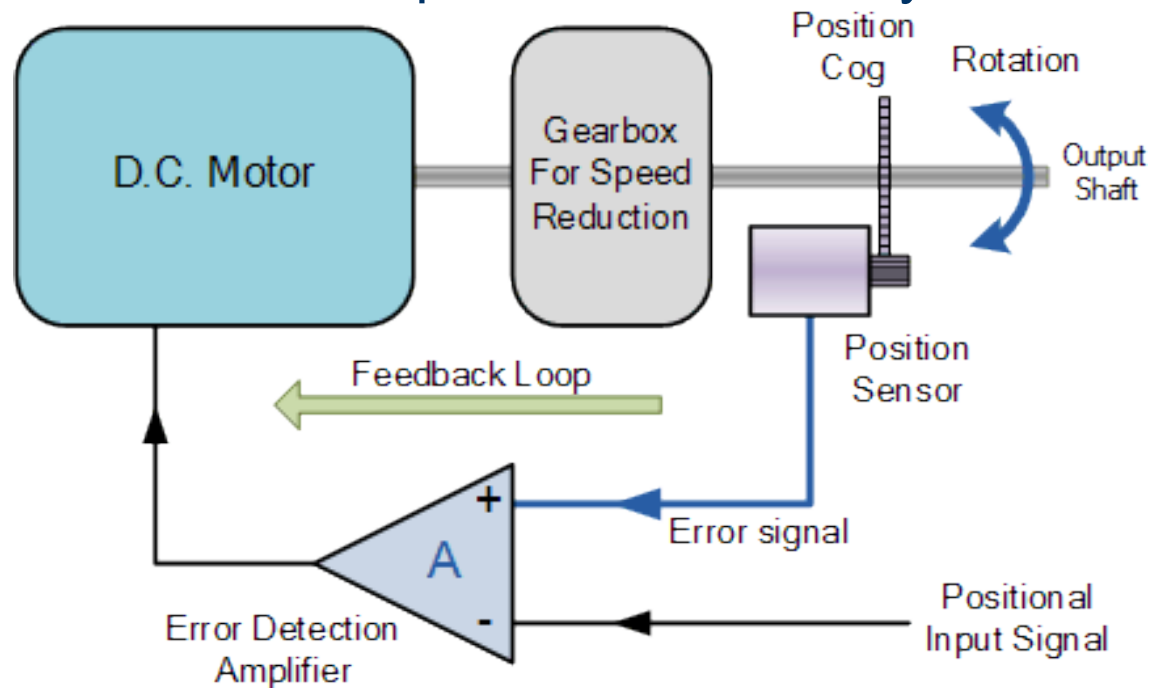 D.C. Motor
Gearbox
For Speed
Reduction
Position
Cog
Rotation
Output
Shaft
Position
Sensor
Feedback Loop
+
A
-
Error signal
Error Detection
Amplifier
Positional
Input Signal